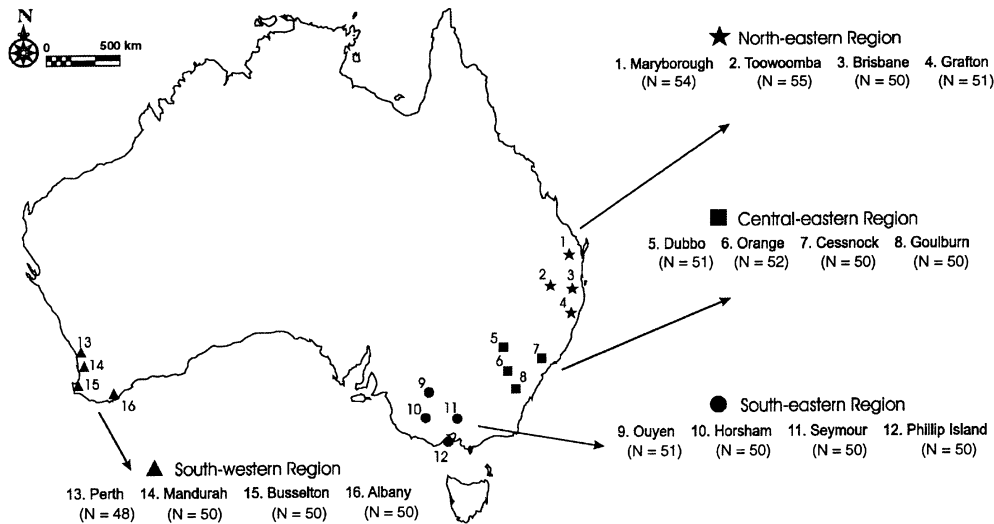 N
0 500 km
North-eastern Region
1. Maryborough 2. Toowoomba 3. Brisbane 4. Grafton
(N = 54) (N = 55) (N = 50) (N = 51)
Central-eastern Region
5. Dubbo 6. Orange 7. Cessnock 8. Goulburn
(N = 51) (N = 52) (N = 50) (N = 50)
1
2 3
4
5 7
6
8
13
14
15
16
9
10 11
12
South-eastern Region
9. Ouyen 10. Horsham 11. Seymour 12. Phillip Island
(N = 51) (N = 50) (N = 50) (N = 50)
South-western Region
13. Perth 14. Mandurah 15. Busselton 16. Albany
(N = 48) (N = 50) (N = 50) (N = 50)